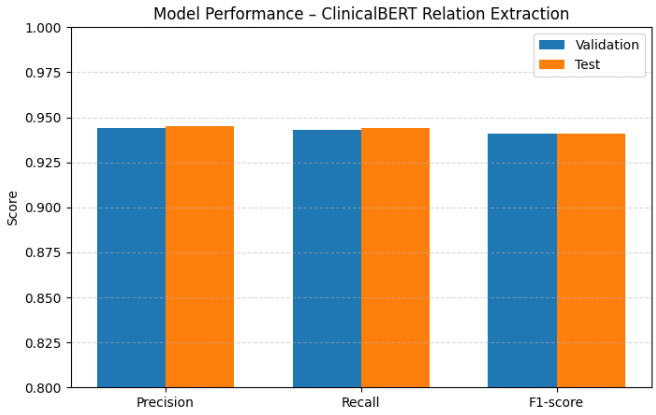 Model Performance – ClinicalBERT Relation Extraction
1.000
0.975
0.950
0.925
0.900
0.875
0.850
0.825
0.800
Score
Validation
Test
Precision
Recall
F1-score